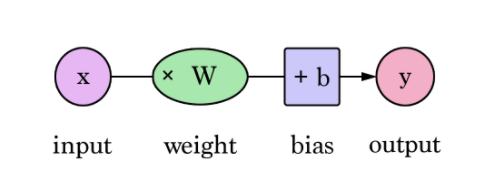 x × W + b y
input weight bias output